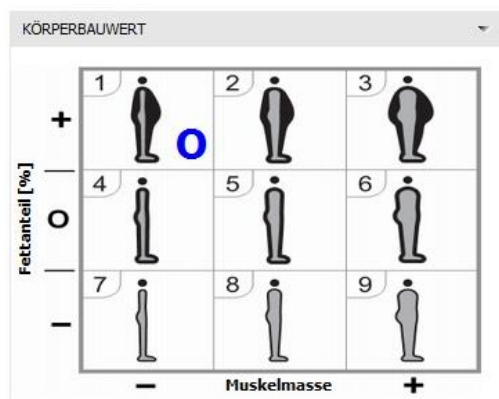 KÖRPERBAUWERT
1 2 3
+
O
4 5 6
O
Fettanteil [%]
7 8 9
−
− Muskelmasse +